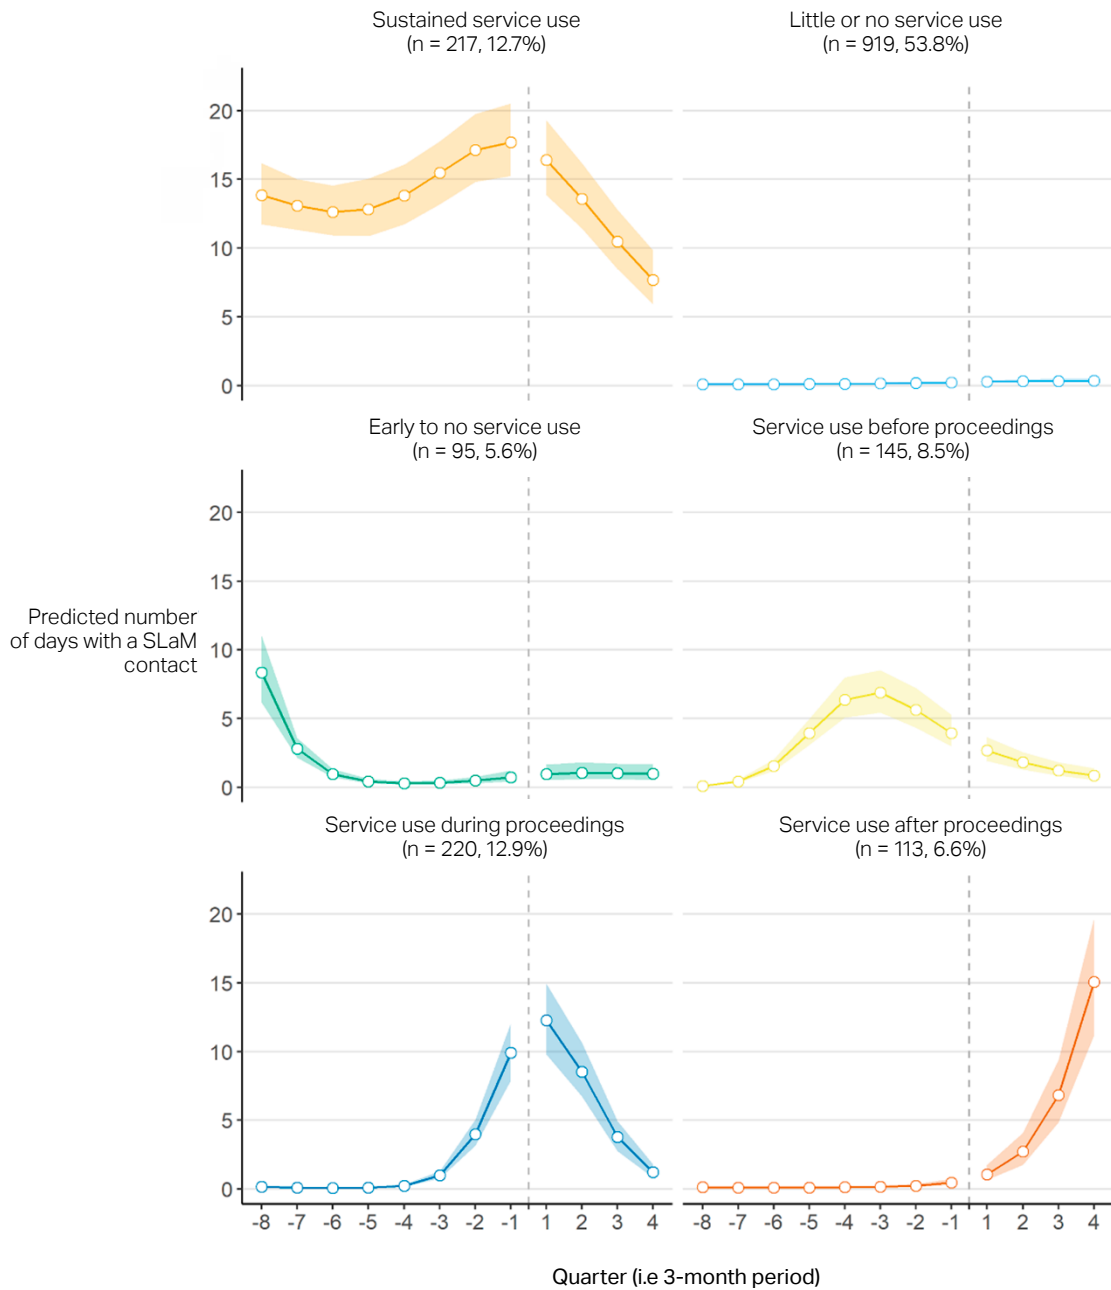 Sustained service use
(n = 217, 12.7%)
Little or no service use
(n = 919, 53.8%)
20
15
10
5
0
Early to no service use
(n = 95, 5.6%)
Service use before proceedings
(n = 145, 8.5%)
20
15
10
5
0
Predicted number
of days with a SLaM
contact
Service use during proceedings
(n = 220, 12.9%)
Service use after proceedings
(n = 113, 6.6%)
20
15
10
5
0
-8 -7 -6 -5 -4 -3 -2 -1 1 2 3 4
-8 -7 -6 -5 -4 -3 -2 -1 1 2 3 4
Quarter (i.e 3-month period)